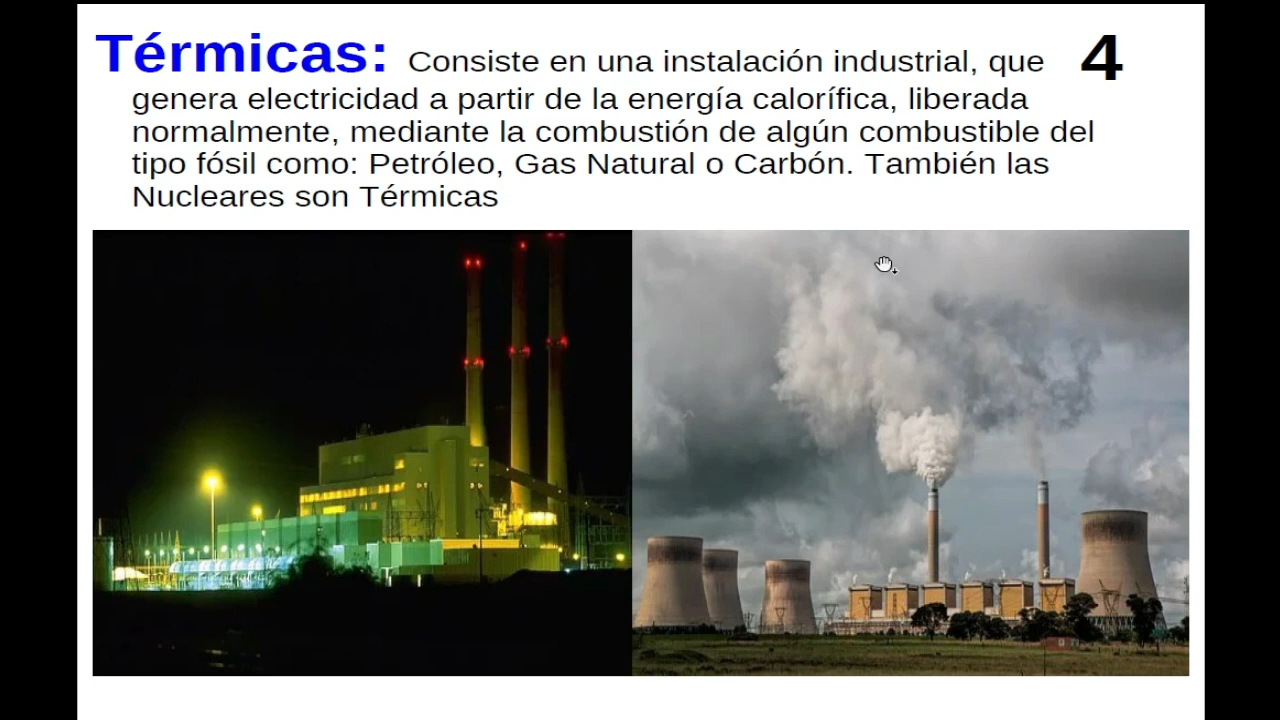 Térmicas: Consiste en una instalación industrial, que 4
genera electricidad a partir de la energía calorífica, liberada
normalmente, mediante la combustión de algún combustible del
tipo fósil como: Petróleo, Gas Natural o Carbón. También las
Nucleares son Térmicas